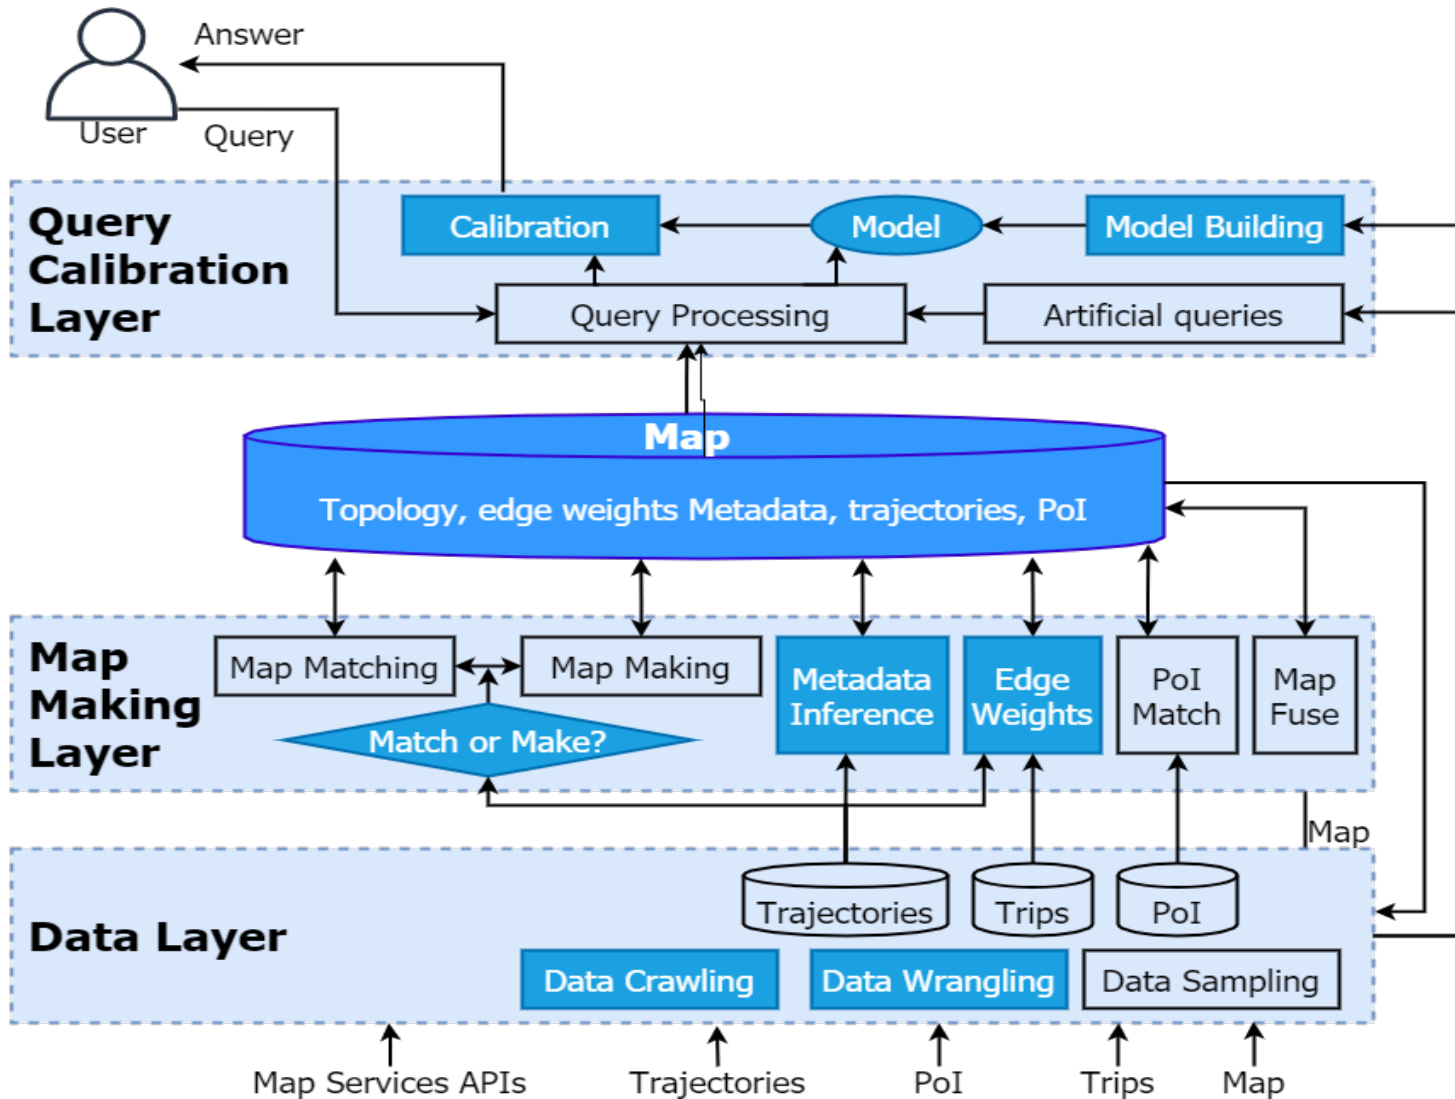 Answer
User
Query
Query
Calibration
Layer
Calibration
Model
Model Building
Query Processing
Artificial queries
Map
Topology, edge weights Metadata, trajectories, PoI
Map
Making
Layer
Map Matching
Map Making
Metadata
Inference
Edge
Weights
PoI
Match
Map
Fuse
Match or Make?
Map
Data Layer
Trajectories
Trips
PoI
Data Crawling
Data Wrangling
Data Sampling
Map Services APIs
Trajectories
PoI
Trips
Map